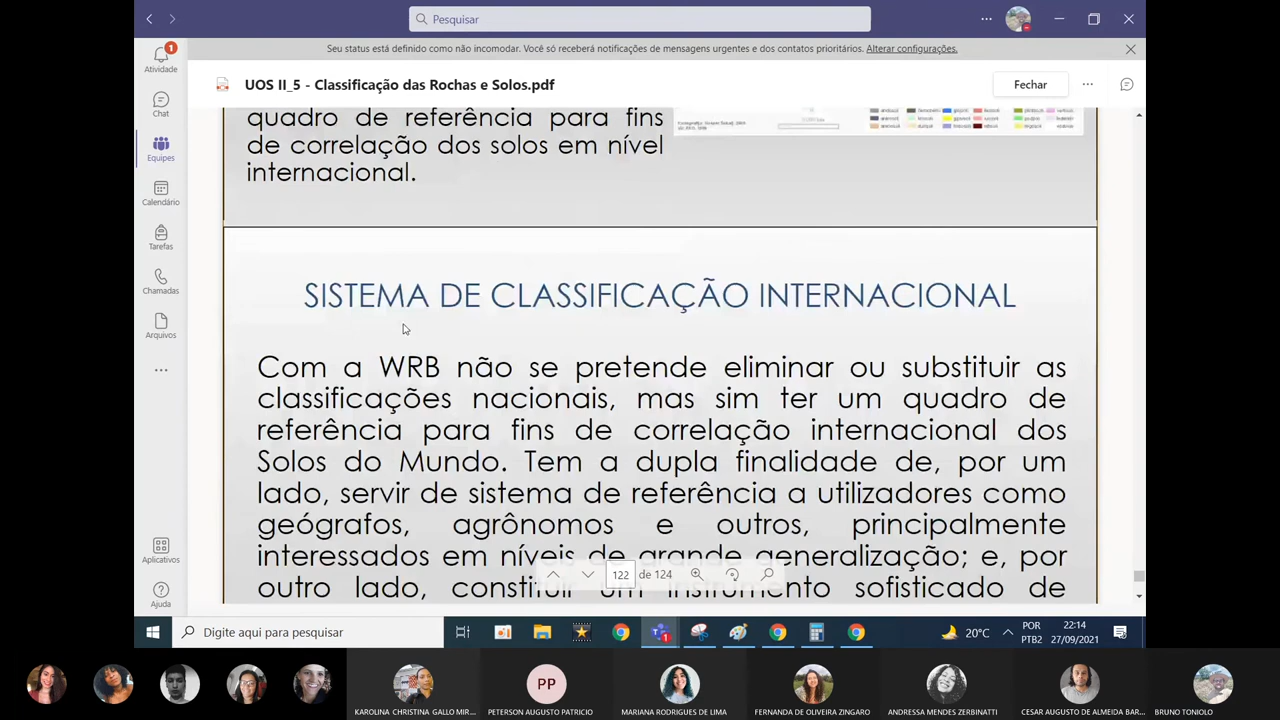 Pesquisar
Seu status está definido como não incomodar. Você só receberá notificações de mensagens urgentes e dos contatos prioritários. Alterar configurações.
1
Atividade
Chat
Equipes
Calendário
Tarefas
Chamadas
Arquivos
Aplicativos
Ajuda
UOS II_5 - Classificação das Rochas e Solos.pdf
Fechar
quadro de referência para fins
de correlação dos solos em nível
internacional.
SISTEMA DE CLASSIFICAÇÃO INTERNACIONAL
Com a WRB não se pretende eliminar ou substituir as
classificações nacionais, mas sim ter um quadro de
referência para fins de correlação internacional dos
Solos do Mundo. Tem a dupla finalidade de, por um
lado, servir de sistema de referência a utilizadores como
geógrafos, agrônomos e outros, principalmente
interessados em níveis de grande generalização; e, por
outro lado, constituir um instrumento sofisticado de
122 de 124
Digite aqui para pesquisar
1
20°C
POR
PTB2
22:14
27/09/2021
PP
KAROLINA CHRISTINA GALLO MIR...
PETERSON AUGUSTO PATRICIO
MARIANA RODRIGUES DE LIMA
FERNANDA DE OLIVEIRA ZINGARO
ANDRESSA MENDES ZERBINATTI
CESAR AUGUSTO DE ALMEIDA BAR...
BRUNO TONIOLO